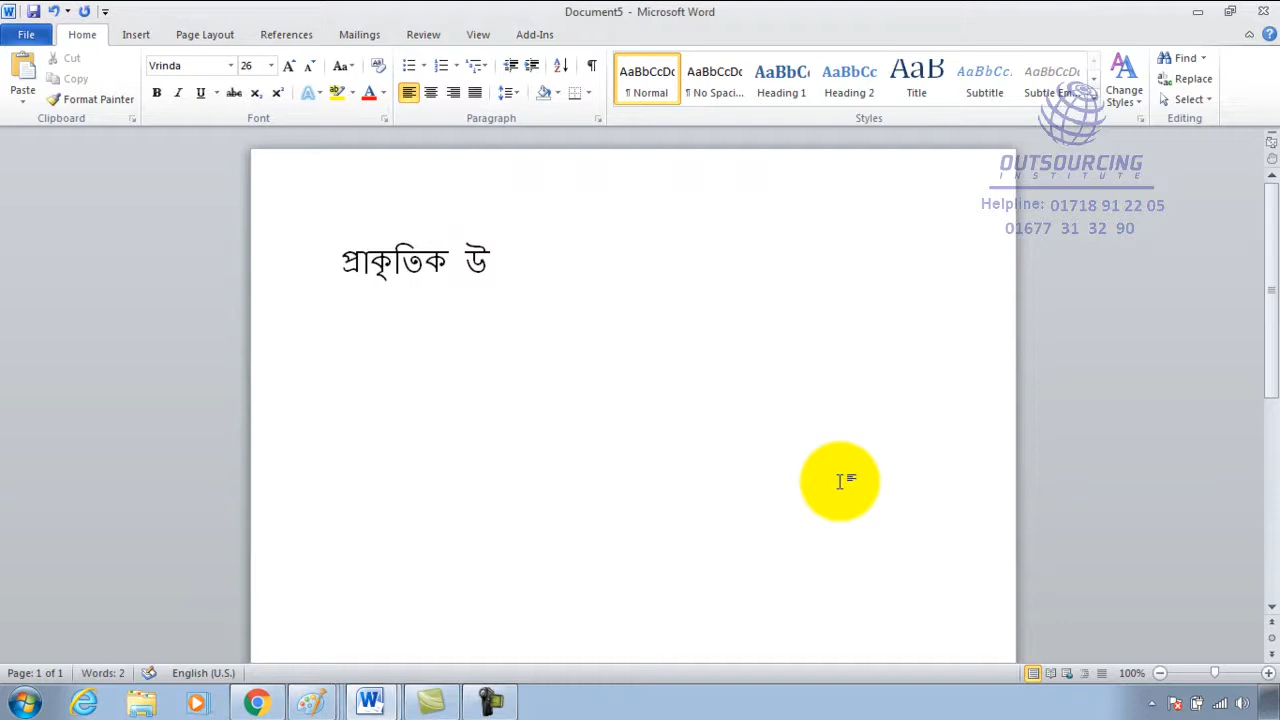 Document5 - Microsoft Word
File Home Insert Page Layout References Mailings Review View Add-Ins
Paste
Cut
Copy
Format Painter
Clipboard
Vrinda 26
Font
Paragraph
AaBbCcDc AaBbCcDc AaBbC AaBbCc AaB AaBbCc. AaBbCcDc
¶ Normal ¶ No Spaci... Heading 1 Heading 2 Title Subtitle Subtle Em...
Change Styles
Styles
Find
Replace
Select
Editing
OUTSOURCING
INSTITUTE
Helpline: 01718 91 22 05
01677 31 32 90
প্রাকৃতিক উ
Page: 1 of 1 Words: 2 English (U.S.) 100%